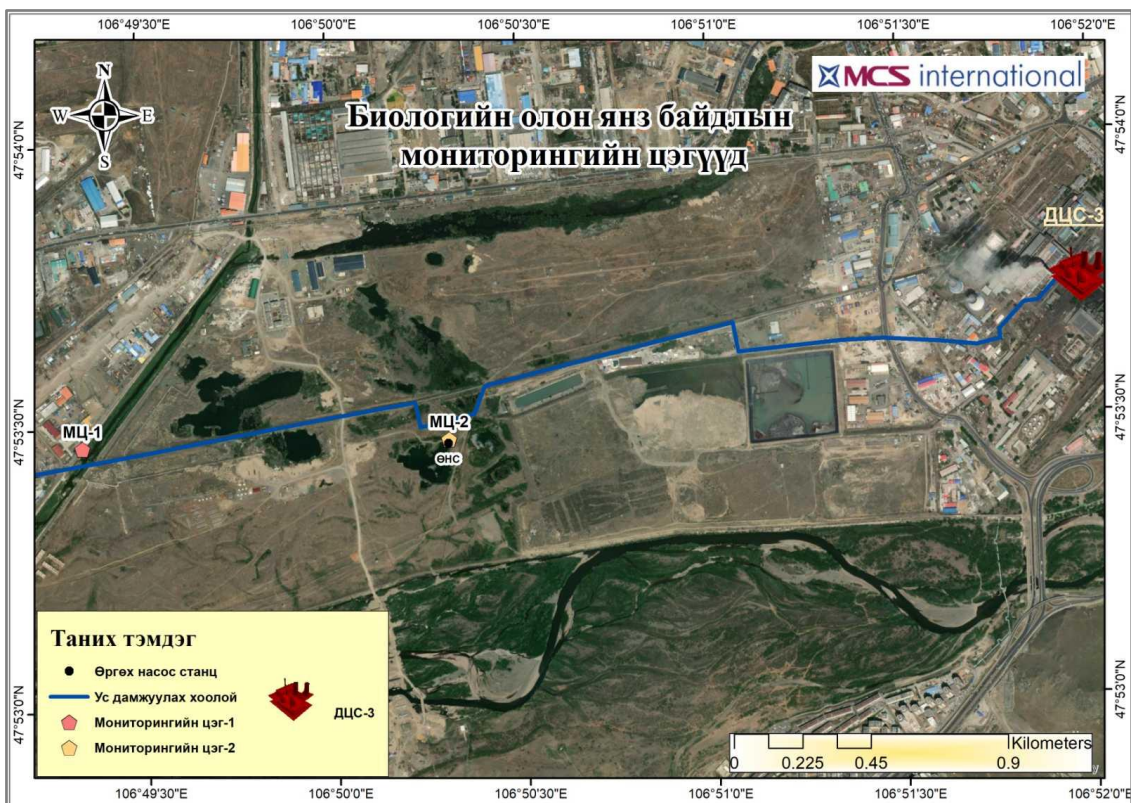 106°49'30"E
106°50'0"E
106°50'30"E
106°51'0"E
106°51'30"E
106°52'0"E
N
W
E
S
MCS international
Биологийн олон янз байдлын
мониторингийн цэгүүд
47°54'0"N
47°54'0"N
ДЦС-3
МЦ-1
МЦ-2
ӨНС
47°53'30"N
47°53'30"N
Таних тэмдэг
Өргөх насос станц
Ус дамжуулах хоолой
Мониторингийн цэг-1
Мониторингийн цэг-2
ДЦС-3
47°53'0"N
47°53'0"N
Kilometers
0
0.225
0.45
0.9
106°49'30"E
106°50'0"E
106°50'30"E
106°51'0"E
106°51'30"E
106°52'0"E